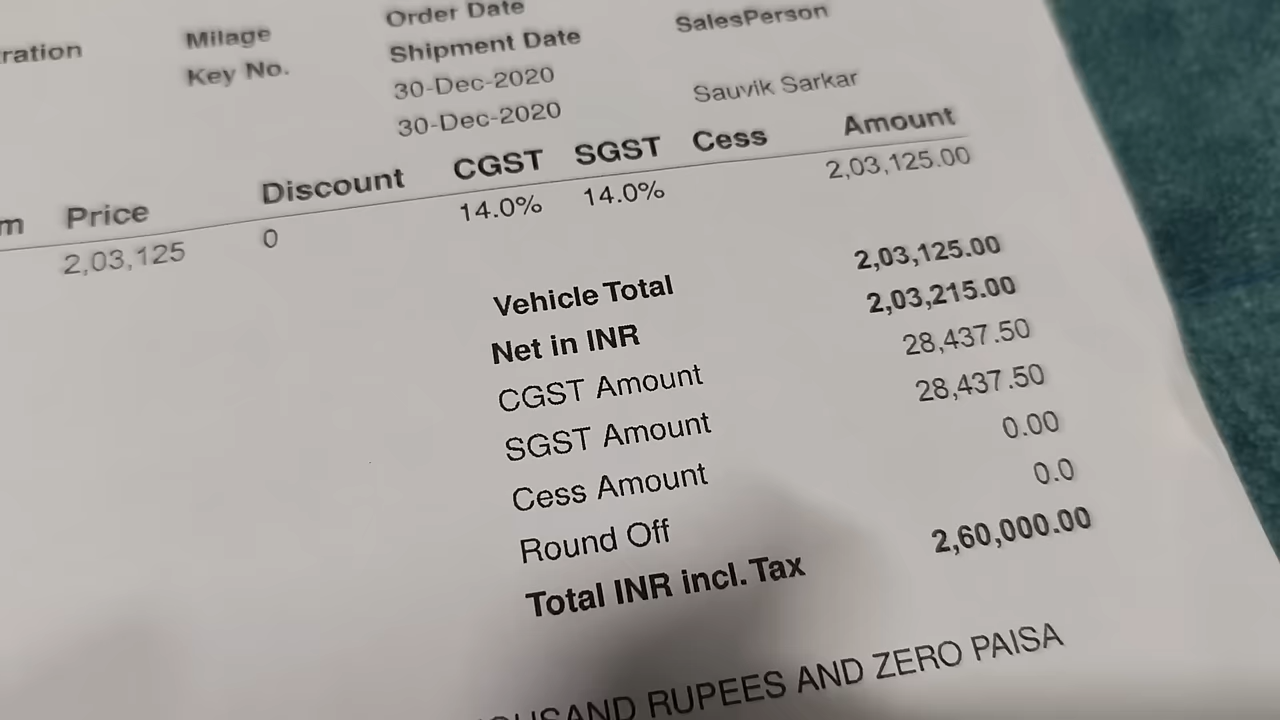 Order Date
Milage SalesPerson
ration Shipment Date
Key No.
30-Dec-2020
Sauvik Sarkar
30-Dec-2020
Price Discount CGST SGST Cess Amount
2,03,125 0 14.0% 14.0% 2,03,125.00
Vehicle Total 2,03,125.00
Net in INR 2,03,215.00
CGST Amount 28,437.50
SGST Amount 28,437.50
Cess Amount 0.00
Round Off 0.0
Total INR incl. Tax 2,60,000.00
RUPEES AND ZERO PAISA